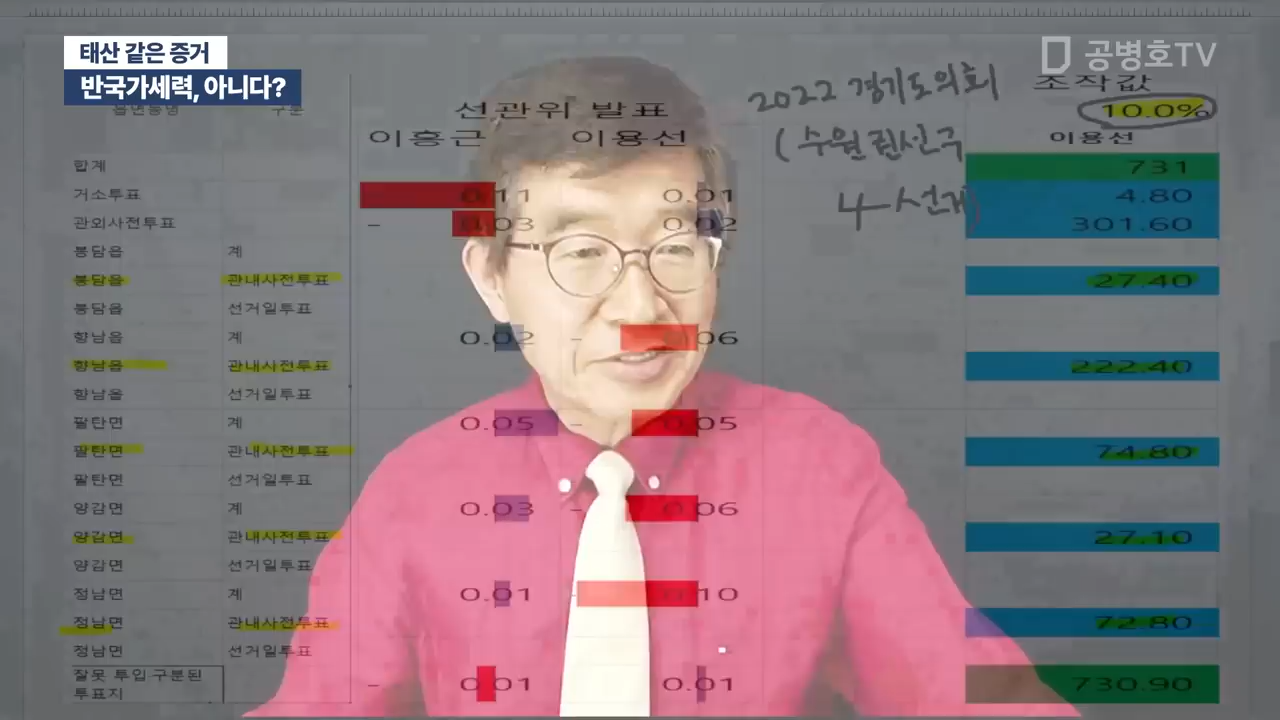 태산 같은 증거
반국가세력, 아니다?
공병호TV
읍면동명 구분
선관위 발표
이홍근 이용선
2022 경기도의회
(수원권선구
4선거
조작값
10.0%
이용선
합계 731
거소투표 0.11 0.01 4.80
관외사전투표 - 0.03 0.02 301.60
봉담읍 계
봉담읍 관내사전투표 27.40
봉담읍 선거일투표
향남읍 계 0.02 - 0.06
향남읍 관내사전투표 222.40
향남읍 선거일투표
팔탄면 계 0.05 - 0.05
팔탄면 관내사전투표 74.80
팔탄면 선거일투표
양감면 계 0.03 - 0.06
양감면 관내사전투표 27.10
양감면 선거일투표
정남면 계 0.01 - 0.10
정남면 관내사전투표 72.80
정남면 선거일투표
잘못 투입·구분된 - 0.01 0.01 730.90
투표지